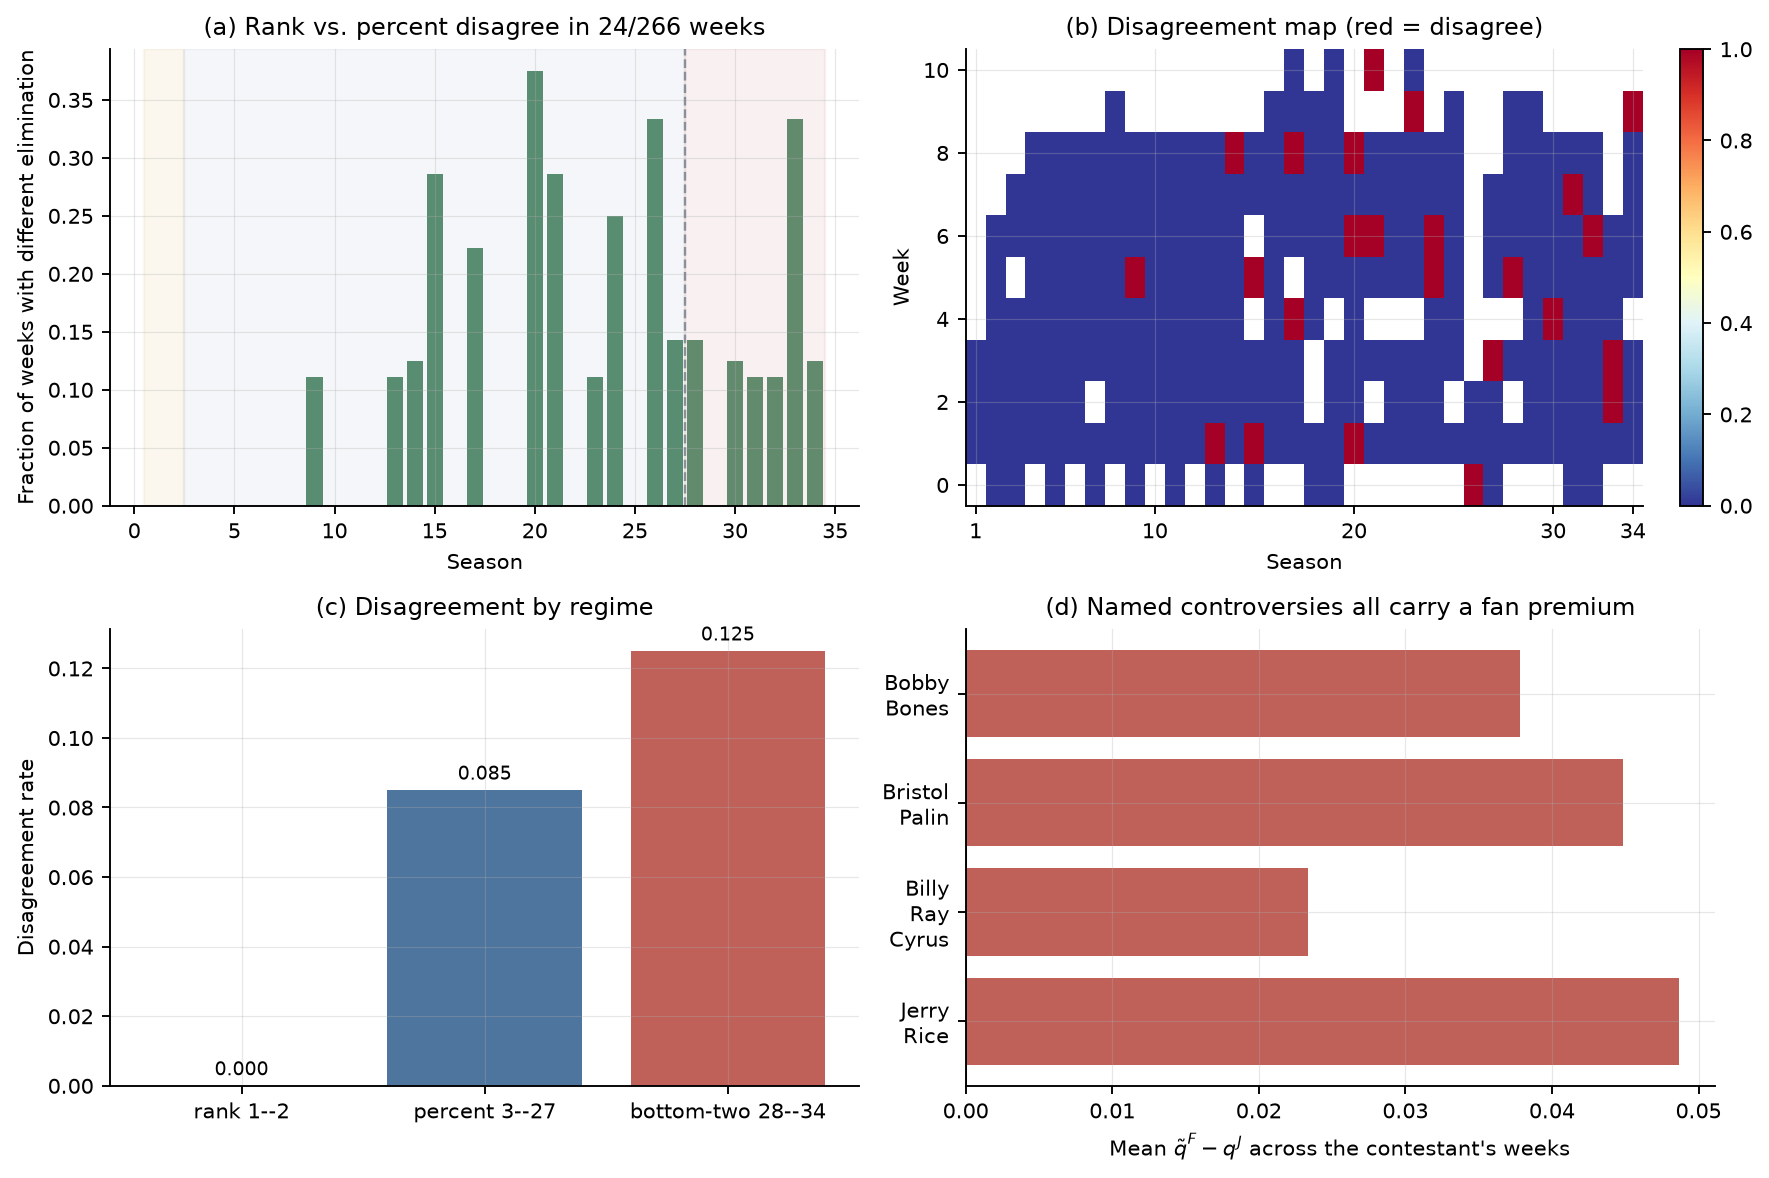 (a) Rank vs. percent disagree in 24/266 weeks
Fraction of weeks with different elimination
0.35
0.30
0.25
0.20
0.15
0.10
0.05
0.00
0 5 10 15 20 25 30 35
Season
(b) Disagreement map (red = disagree)
Week
10
8
6
4
2
0
1 10 20 30 34
Season
1.0
0.8
0.6
0.4
0.2
0.0
(c) Disagreement by regime
Disagreement rate
0.12
0.10
0.08
0.06
0.04
0.02
0.00
0.000
0.085
0.125
rank 1--2 percent 3--27 bottom-two 28--34
(d) Named controversies all carry a fan premium
Bobby
Bones
Bristol
Palin
Billy
Ray
Cyrus
Jerry
Rice
0.00 0.01 0.02 0.03 0.04 0.05
Mean q̃^F − q^J across the contestant's weeks